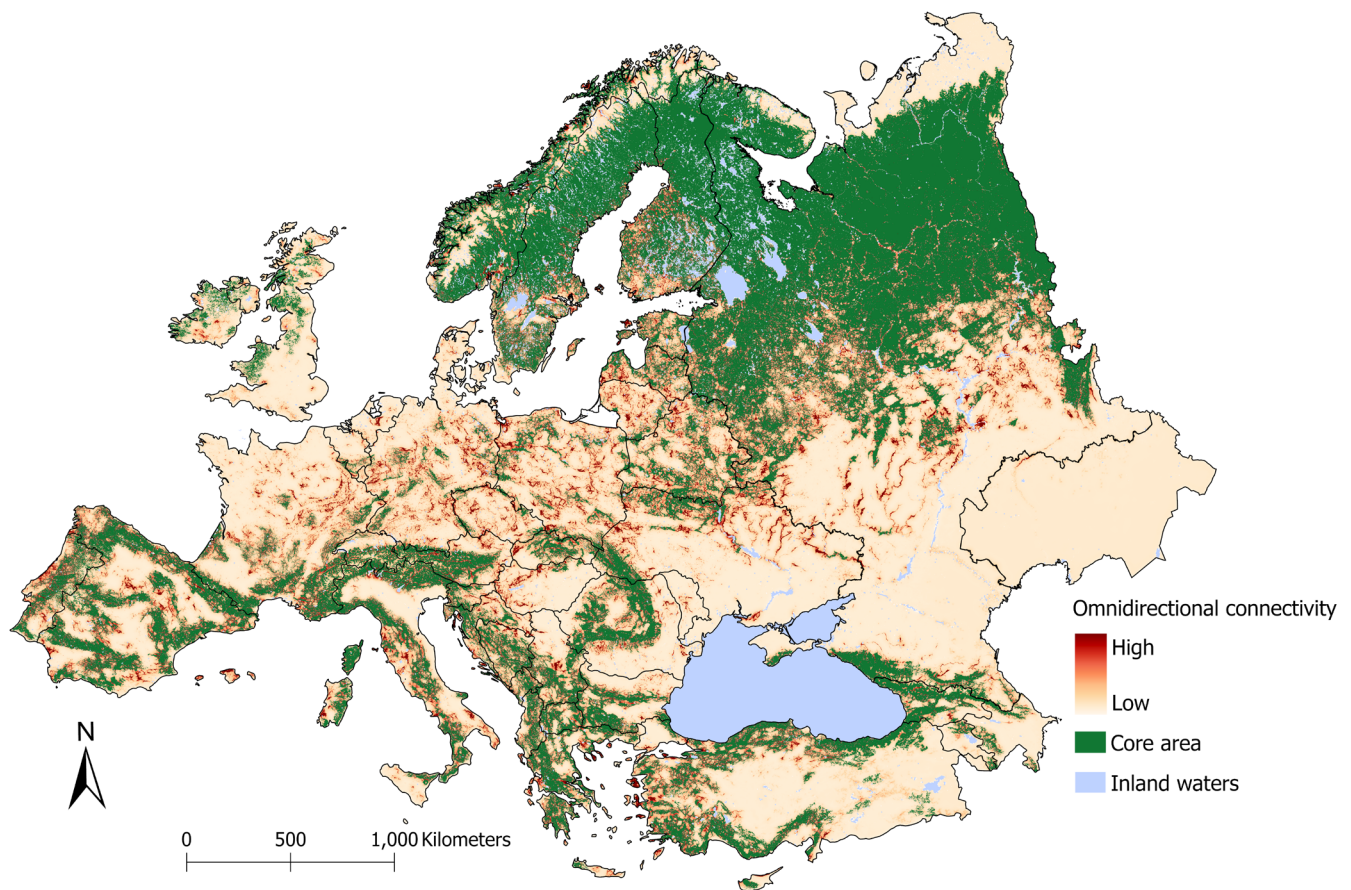 Omnidirectional connectivity
High
Low
Core area
Inland waters
N
0 500 1,000 Kilometers